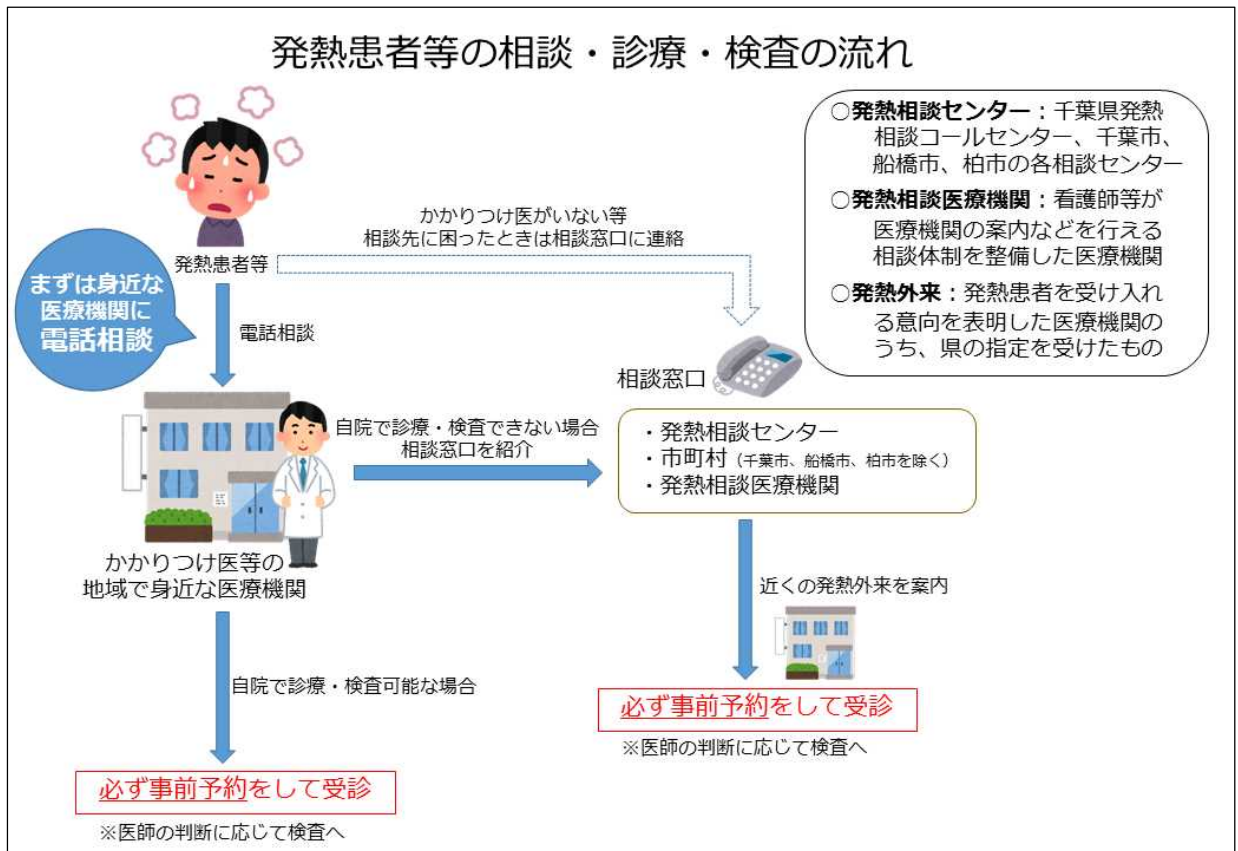 発熱患者等の相談・診療・検査の流れ
○発熱相談センター：千葉県発熱
相談コールセンター、千葉市、
船橋市、柏市の各相談センター
○発熱相談医療機関：看護師等が
医療機関の案内などを行える
相談体制を整備した医療機関
○発熱外来：発熱患者を受け入れ
る意向を表明した医療機関の
うち、県の指定を受けたもの
かかりつけ医がいない等
相談先に困ったときは相談窓口に連絡
発熱患者等
まずは身近な
医療機関に
電話相談
電話相談
相談窓口
自院で診療・検査できない場合
相談窓口を紹介
・発熱相談センター
・市町村（千葉市、船橋市、柏市を除く）
・発熱相談医療機関
かかりつけ医等の
地域で身近な医療機関
近くの発熱外来を案内
自院で診療・検査可能な場合
必ず事前予約をして受診
※医師の判断に応じて検査へ
必ず事前予約をして受診
※医師の判断に応じて検査へ